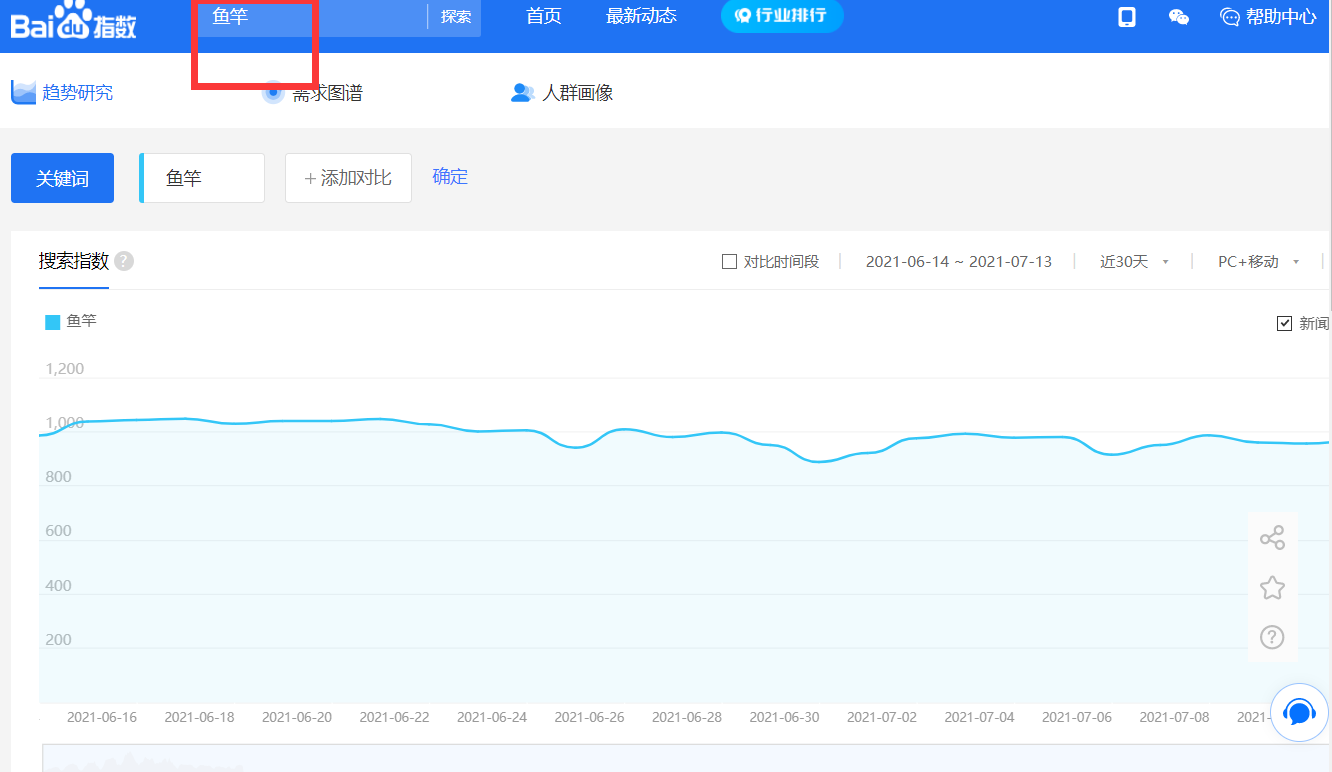 Bai du 指数
鱼竿
探索
首页
最新动态
行业排行
帮助中心
趋势研究
需求图谱
人群画像
关键词
鱼竿
+ 添加对比
确定
搜索指数 ?
对比时间段
2021-06-14 ~ 2021-07-13
近30天
PC+移动
鱼竿
新闻
1,200
1,000
800
600
400
200
2021-06-16
2021-06-18
2021-06-20
2021-06-22
2021-06-24
2021-06-26
2021-06-28
2021-06-30
2021-07-02
2021-07-04
2021-07-06
2021-07-08
2021-